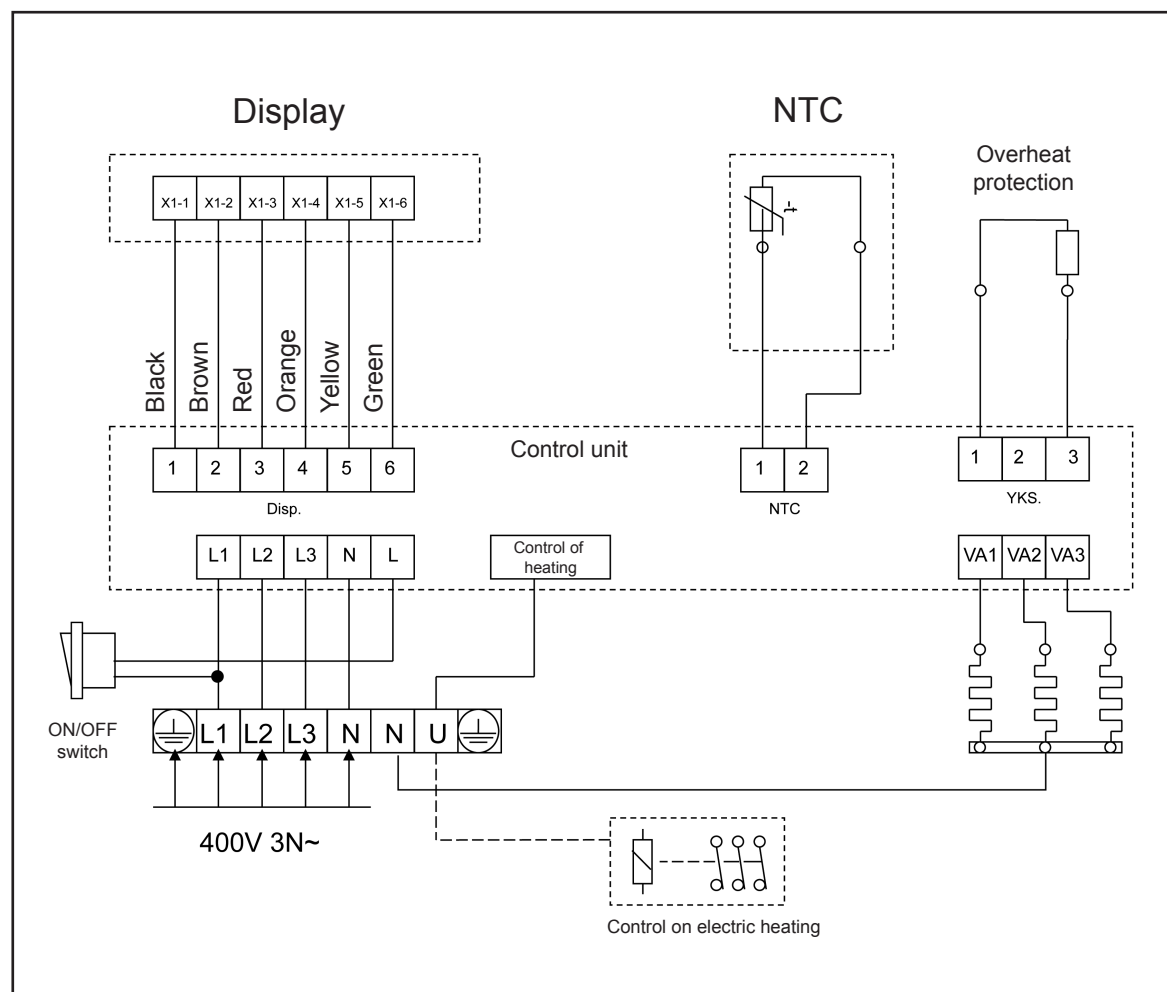 Display
NTC
Overheat
protection
X1-1 X1-2 X1-3 X1-4 X1-5 X1-6
-t
Black
Brown
Red
Orange
Yellow
Green
Control unit
1 2 3 4 5 6
Disp.
1 2
NTC
1 2 3
YKS.
L1 L2 L3 N L
Control of
heating
VA1 VA2 VA3
ON/OFF
switch
L1 L2 L3 N N U
400V 3N~
Control on electric heating